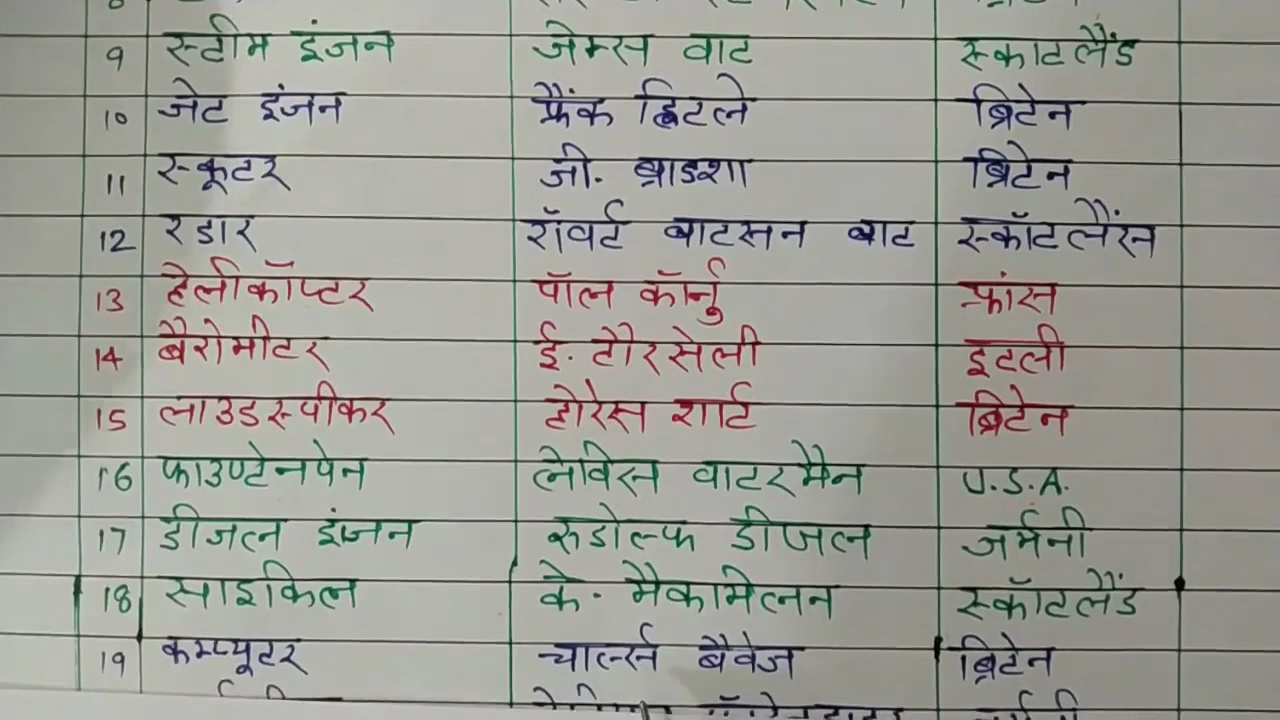 9 स्टीम इंजन जेम्स वाट स्काटलैंड
10 जेट इंजन फ्रैंक ह्विटले ब्रिटेन
11 स्कूटर जी. ब्राडशा ब्रिटेन
12 रडार रॉवर्ट वाटसन वाट स्कॉटलैंरन
13 हेलीकॉप्टर पॉल कॉर्नु फ्रांस
14 बैरोमीटर ई. टौरसेली इटली
15 लाउडस्पीकर होरेस शार्ट ब्रिटेन
16 फाउण्टेनपेन लेविस वाटरमैन U.S.A.
17 डीजल इंजन रुडोल्फ डीजल जर्मनी
18 साइकिल के. मैकमिलन स्कॉटलैंड
19 कम्प्यूटर चार्ल्स बैवेज ब्रिटेन